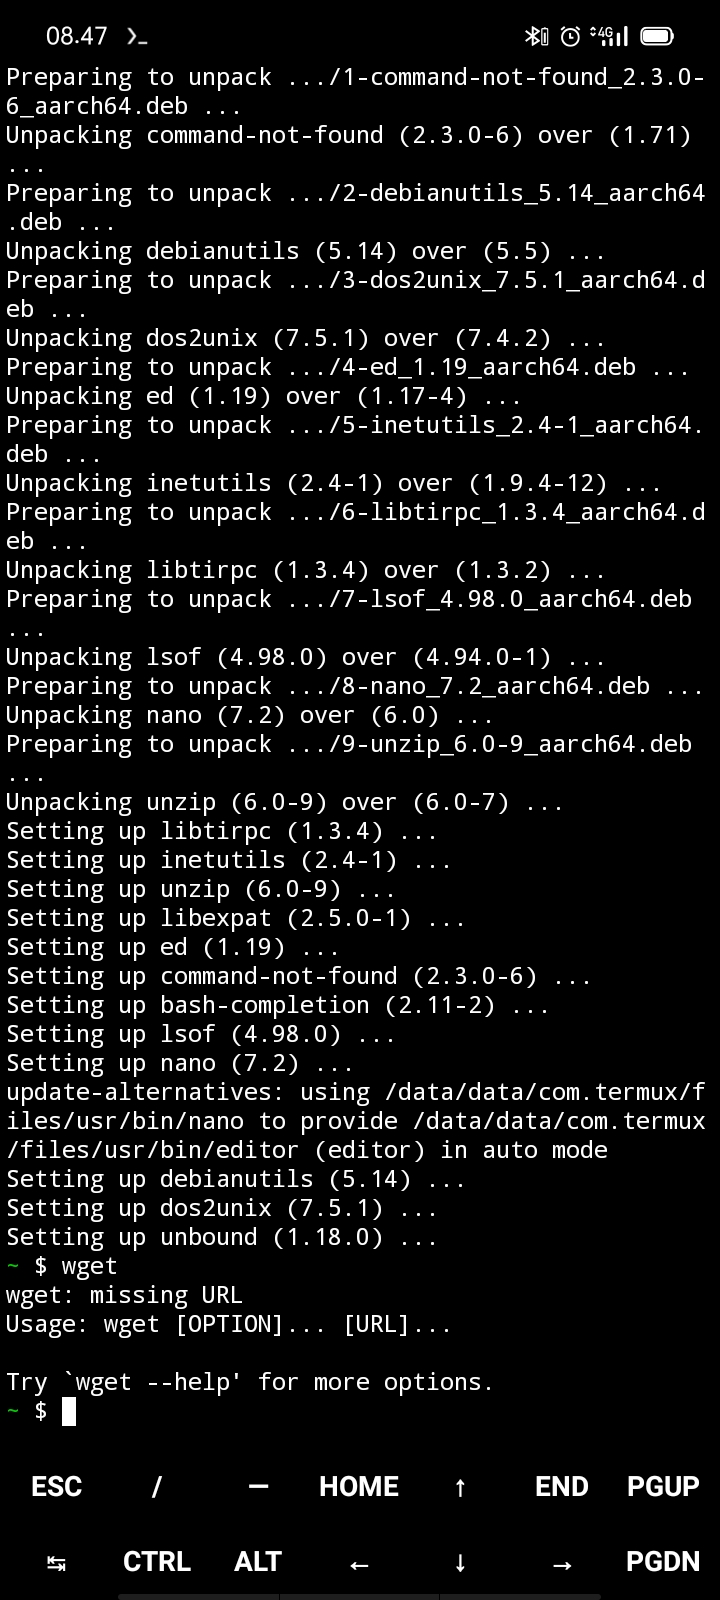 08.47 >_ 4G
Preparing to unpack .../1-command-not-found_2.3.0-
6_aarch64.deb ...
Unpacking command-not-found (2.3.0-6) over (1.71)
...
Preparing to unpack .../2-debianutils_5.14_aarch64
.deb ...
Unpacking debianutils (5.14) over (5.5) ...
Preparing to unpack .../3-dos2unix_7.5.1_aarch64.d
eb ...
Unpacking dos2unix (7.5.1) over (7.4.2) ...
Preparing to unpack .../4-ed_1.19_aarch64.deb ...
Unpacking ed (1.19) over (1.17-4) ...
Preparing to unpack .../5-inetutils_2.4-1_aarch64.
deb ...
Unpacking inetutils (2.4-1) over (1.9.4-12) ...
Preparing to unpack .../6-libtirpc_1.3.4_aarch64.d
eb ...
Unpacking libtirpc (1.3.4) over (1.3.2) ...
Preparing to unpack .../7-lsof_4.98.0_aarch64.deb
...
Unpacking lsof (4.98.0) over (4.94.0-1) ...
Preparing to unpack .../8-nano_7.2_aarch64.deb ...
Unpacking nano (7.2) over (6.0) ...
Preparing to unpack .../9-unzip_6.0-9_aarch64.deb
...
Unpacking unzip (6.0-9) over (6.0-7) ...
Setting up libtirpc (1.3.4) ...
Setting up inetutils (2.4-1) ...
Setting up unzip (6.0-9) ...
Setting up libexpat (2.5.0-1) ...
Setting up ed (1.19) ...
Setting up command-not-found (2.3.0-6) ...
Setting up bash-completion (2.11-2) ...
Setting up lsof (4.98.0) ...
Setting up nano (7.2) ...
update-alternatives: using /data/data/com.termux/f
iles/usr/bin/nano to provide /data/data/com.termux
/files/usr/bin/editor (editor) in auto mode
Setting up debianutils (5.14) ...
Setting up dos2unix (7.5.1) ...
Setting up unbound (1.18.0) ...
~ $ wget
wget: missing URL
Usage: wget [OPTION]... [URL]...
Try `wget --help' for more options.
~ $
ESC / — HOME ↑ END PGUP
↹ CTRL ALT ← ↓ → PGDN